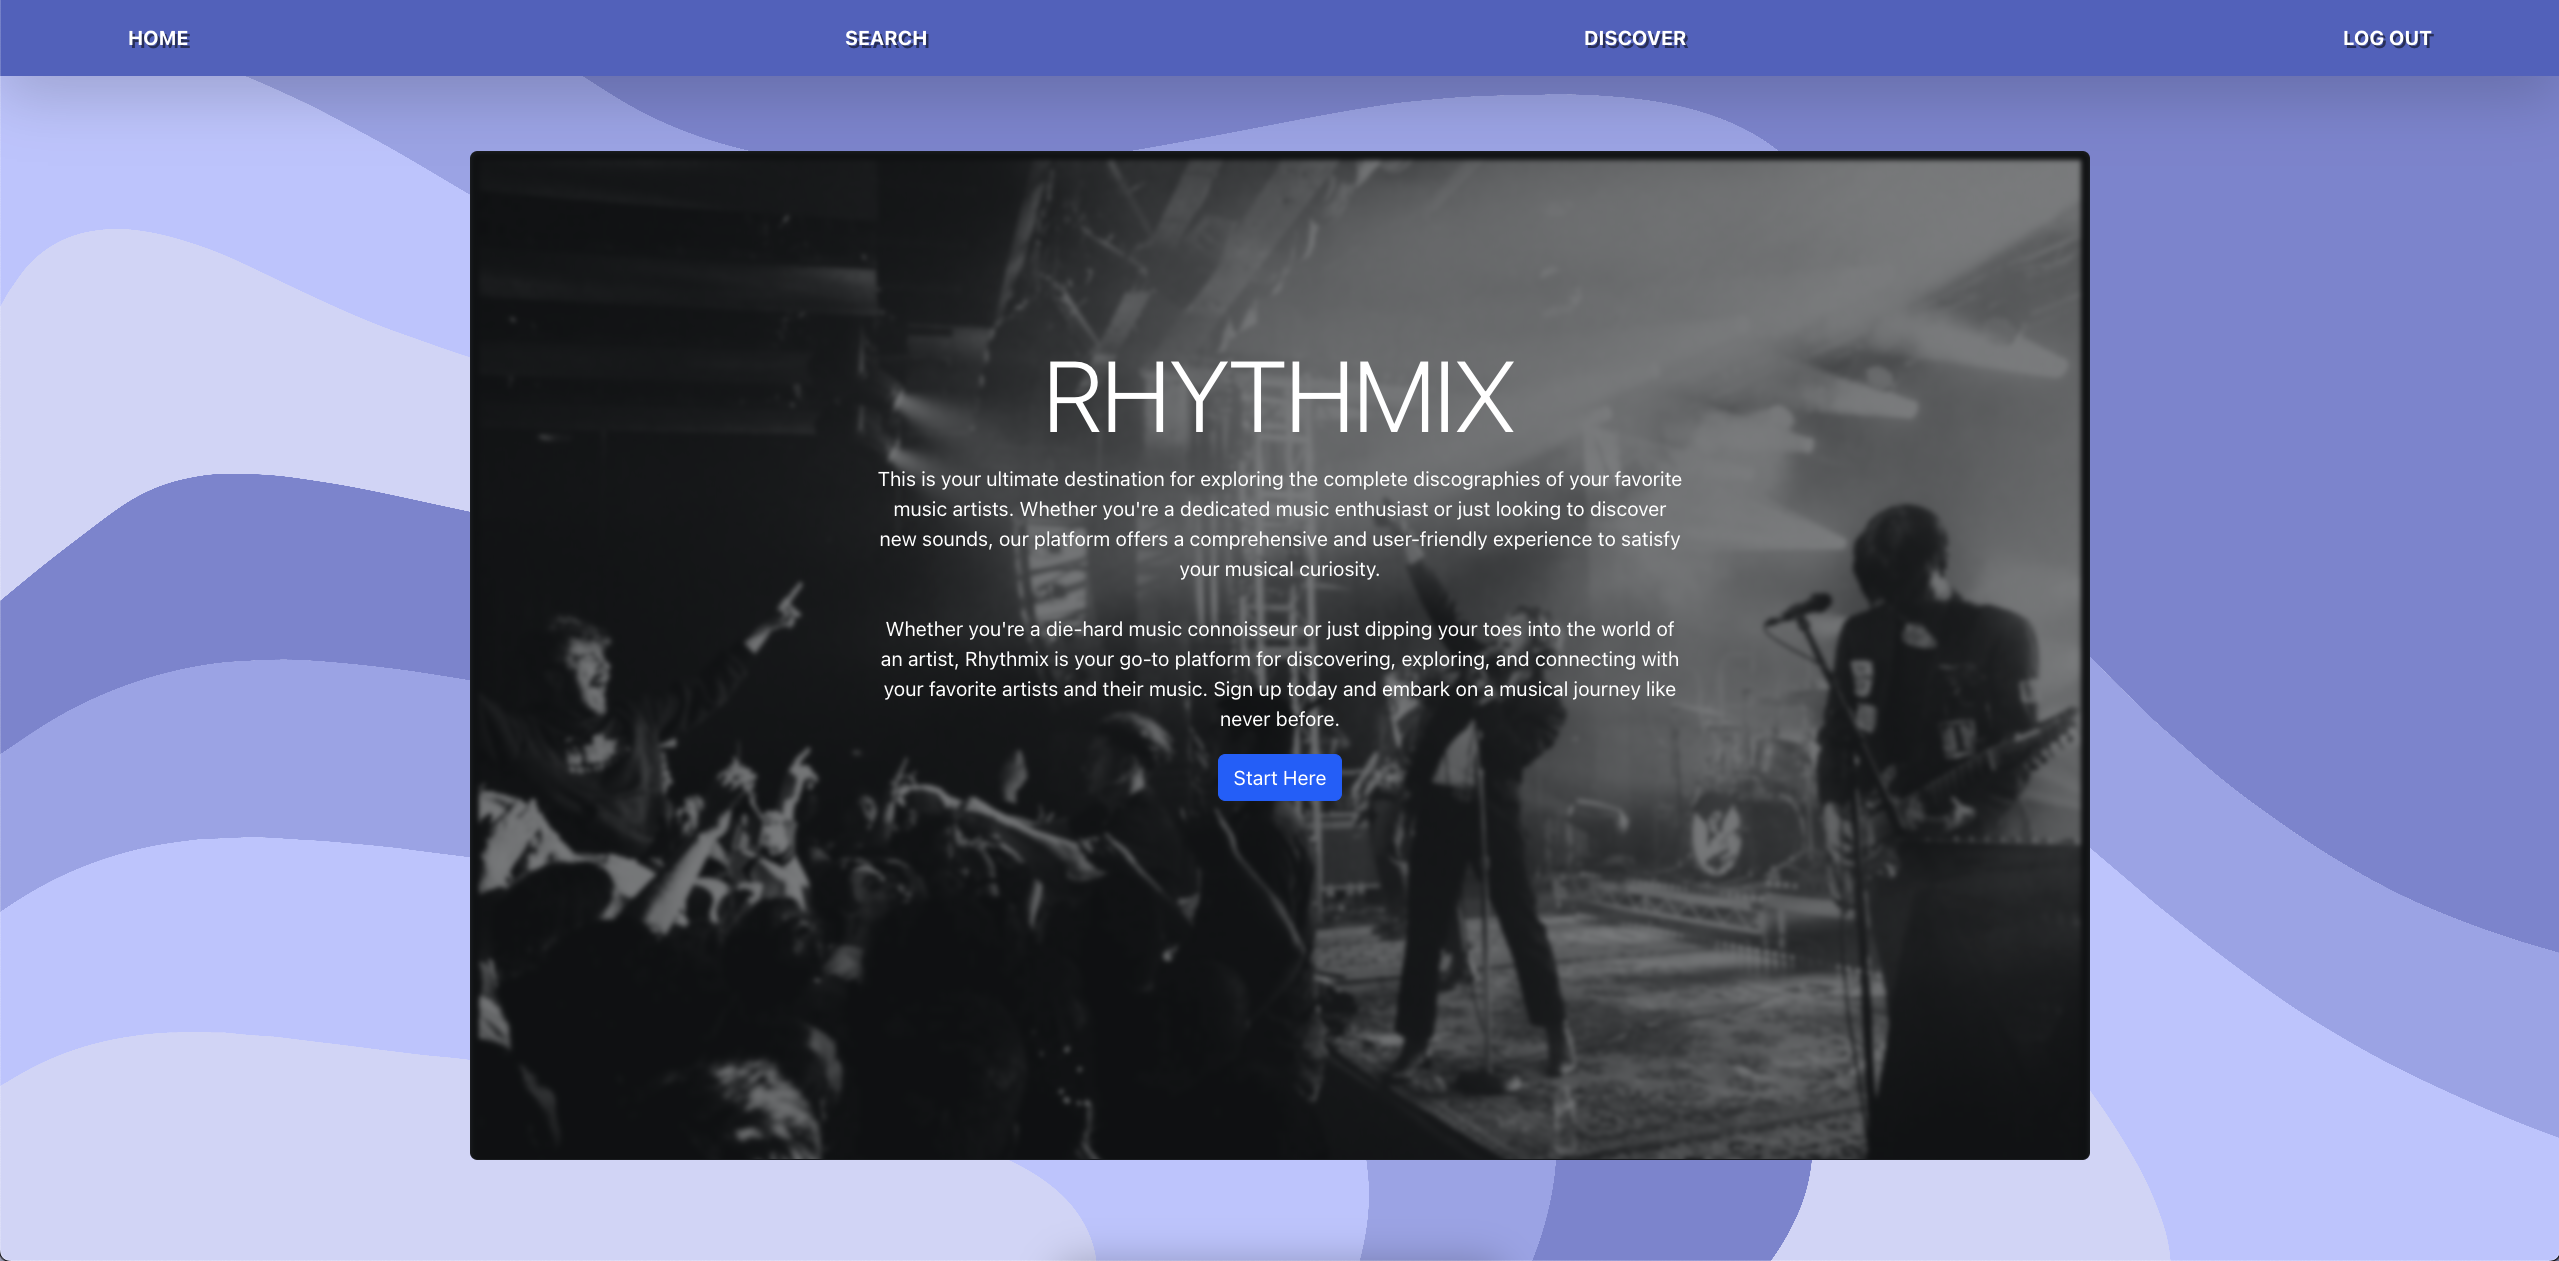 HOME SEARCH DISCOVER LOG OUT
RHYTHMIX
This is your ultimate destination for exploring the complete discographies of your favorite
music artists. Whether you're a dedicated music enthusiast or just looking to discover
new sounds, our platform offers a comprehensive and user-friendly experience to satisfy
your musical curiosity.
Whether you're a die-hard music connoisseur or just dipping your toes into the world of
an artist, Rhythmix is your go-to platform for discovering, exploring, and connecting with
your favorite artists and their music. Sign up today and embark on a musical journey like
never before.
Start Here